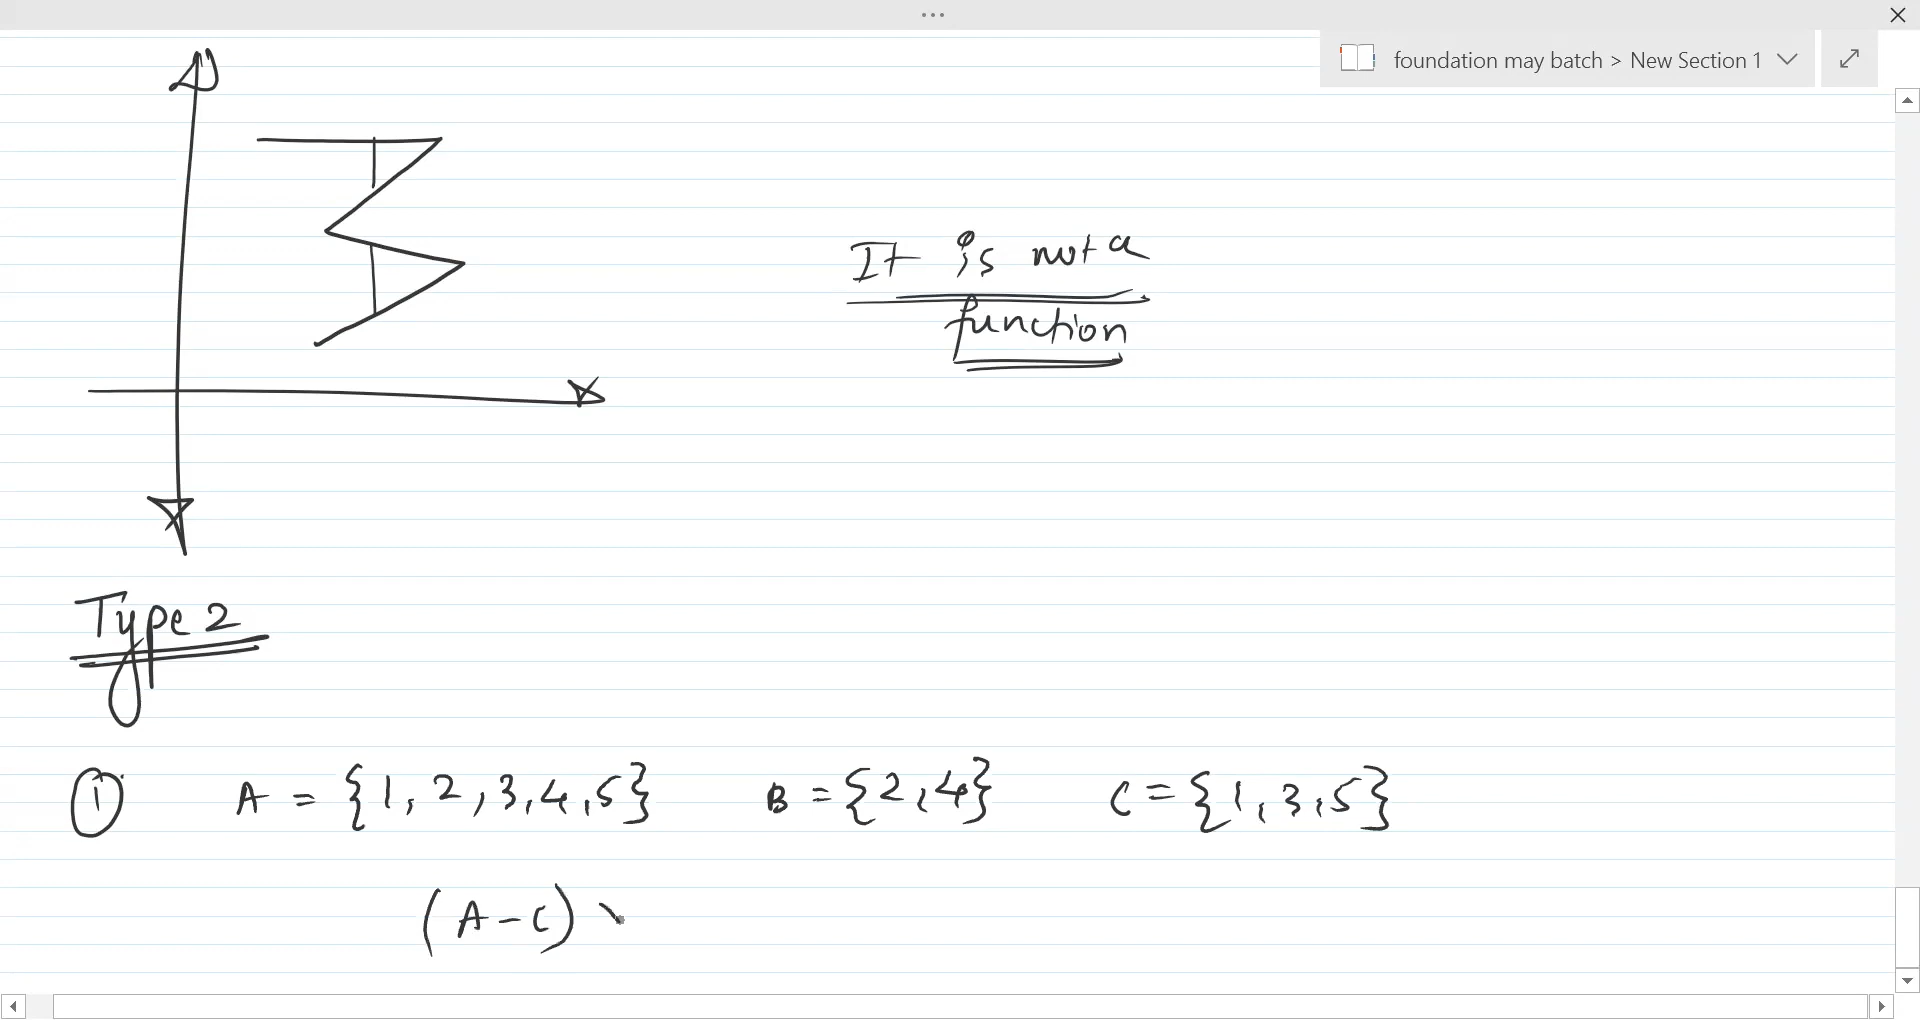 foundation may batch > New Section 1
It is not a
function
Type 2
① A = {1, 2, 3, 4, 5} B = {2, 4} C = {1, 3, 5}
(A - C)